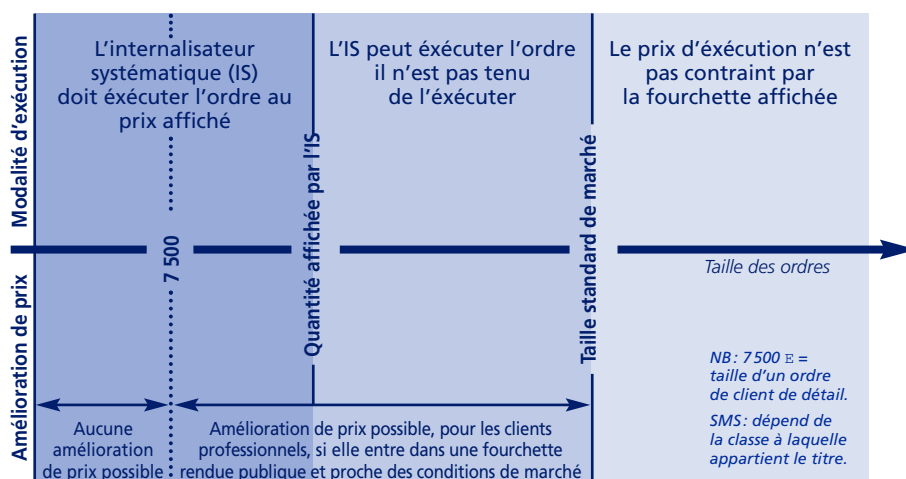 Modalité d'exécution
L'internalisateur
systématique (IS)
doit éxécuter l'ordre au
prix affiché
L'IS peut éxécuter l'ordre
il n'est pas tenu
de l'éxécuter
Le prix d'éxécution n'est
pas contraint par
la fourchette affichée
7 500
Quantité affichée par l'IS
Taille standard de marché
Taille des ordres
Amélioration de prix
Aucune
amélioration
de prix possible
Amélioration de prix possible, pour les clients
professionnels, si elle entre dans une fourchette
rendue publique et proche des conditions de marché
NB : 7 500 E =
taille d'un ordre
de client de détail.
SMS : dépend de
la classe à laquelle
appartient le titre.